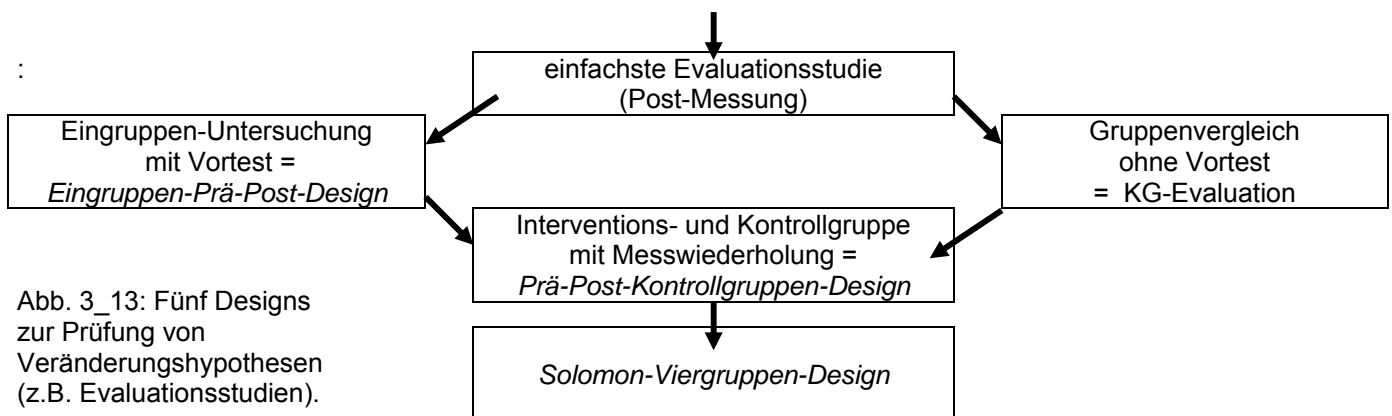 :
einfachste Evaluationsstudie
(Post-Messung)
Eingruppen-Untersuchung
mit Vortest =
Eingruppen-Prä-Post-Design
Gruppenvergleich
ohne Vortest
= KG-Evaluation
Interventions- und Kontrollgruppe
mit Messwiederholung =
Prä-Post-Kontrollgruppen-Design
Abb. 3_13: Fünf Designs
zur Prüfung von
Veränderungshypothesen
(z.B. Evaluationsstudien).
Solomon-Viergruppen-Design